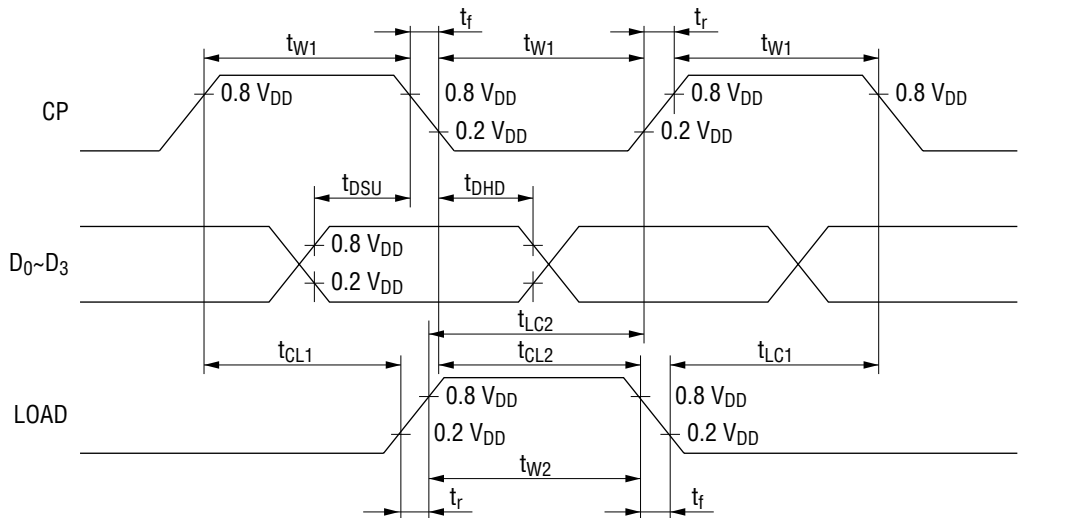 tf tr
tW1 tW1 tW1
CP 0.8 VDD 0.8 VDD 0.8 VDD 0.8 VDD
0.2 VDD 0.2 VDD
tDSU tDHD
D0~D3 0.8 VDD
0.2 VDD
tLC2
tCL1 tCL2 tLC1
LOAD 0.8 VDD 0.8 VDD
0.2 VDD 0.2 VDD
tW2
tr tf